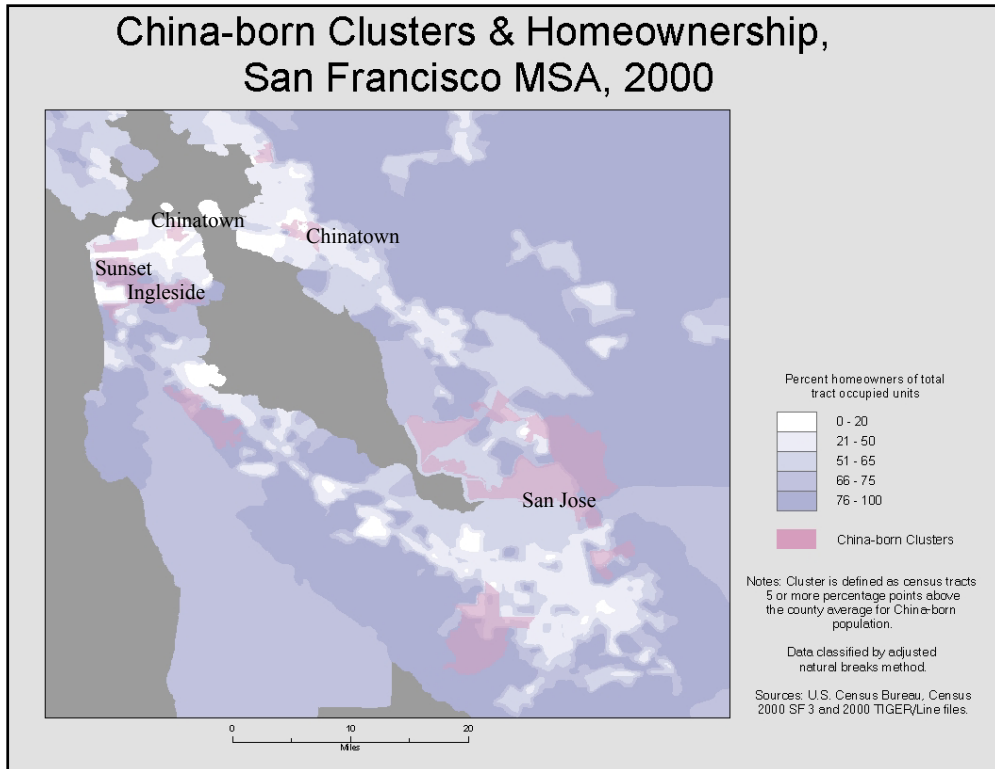 China-born Clusters & Homeownership,
San Francisco MSA, 2000
Chinatown
Chinatown
Sunset
Ingleside
San Jose
Percent homeowners of total
tract occupied units
0 - 20
21 - 50
51 - 65
66 - 75
76 - 100
China-born Clusters
Notes: Cluster is defined as census tracts
5 or more percentage points above
the county average for China-born
population.
Data classified by adjusted
natural breaks method.
Sources: U.S. Census Bureau, Census
2000 SF 3 and 2000 TIGER/Line files.
0 10 20
Miles